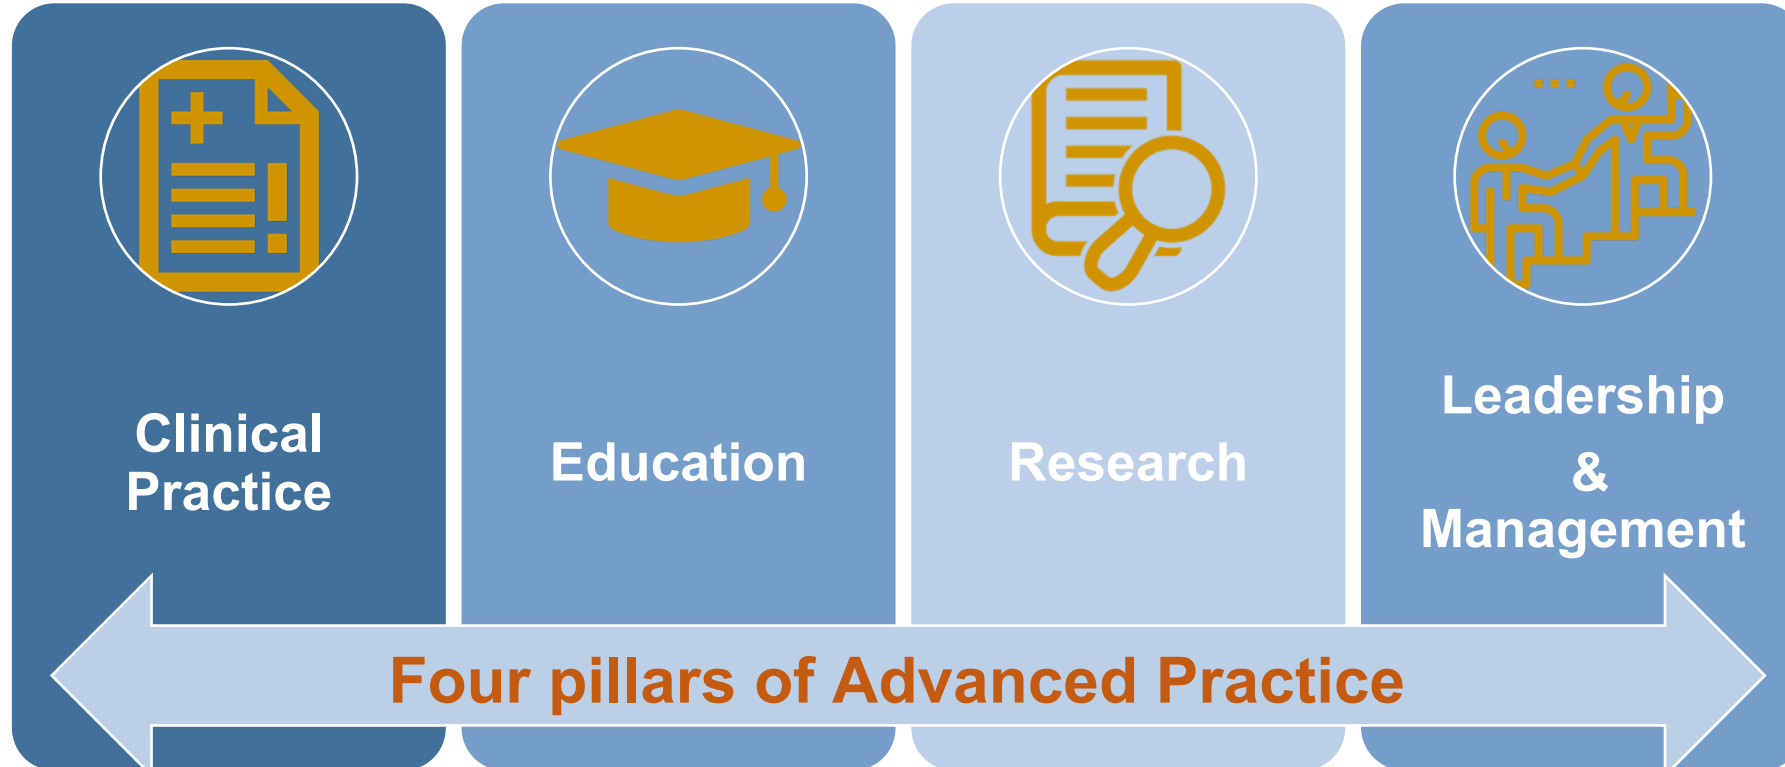 Clinical
Practice
Education
Research
Leadership
&
Management
Four pillars of Advanced Practice